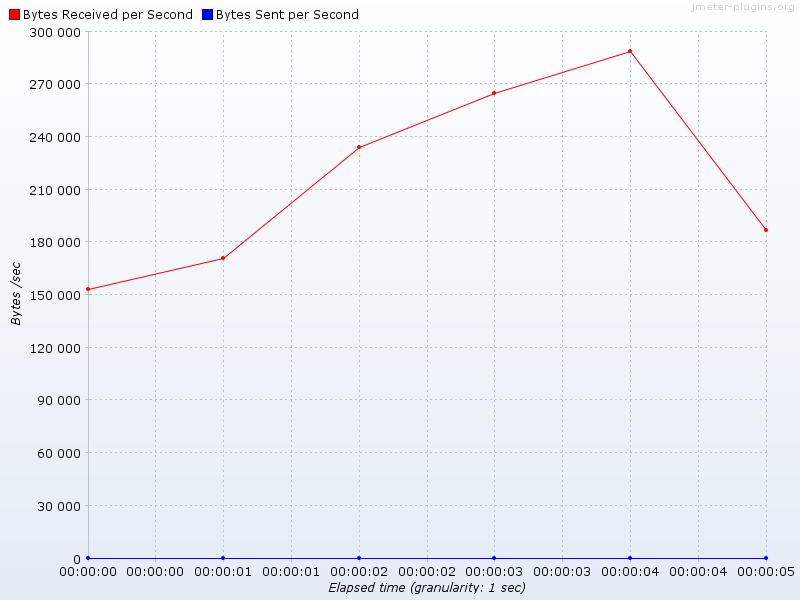 jmeter-plugins.org
Bytes Received per Second Bytes Sent per Second
300 000
270 000
240 000
210 000
180 000
150 000
120 000
90 000
60 000
30 000
0
Bytes /sec
00:00:00 00:00:00 00:00:01 00:00:01 00:00:02 00:00:02 00:00:03 00:00:03 00:00:04 00:00:04 00:00:05
Elapsed time (granularity: 1 sec)